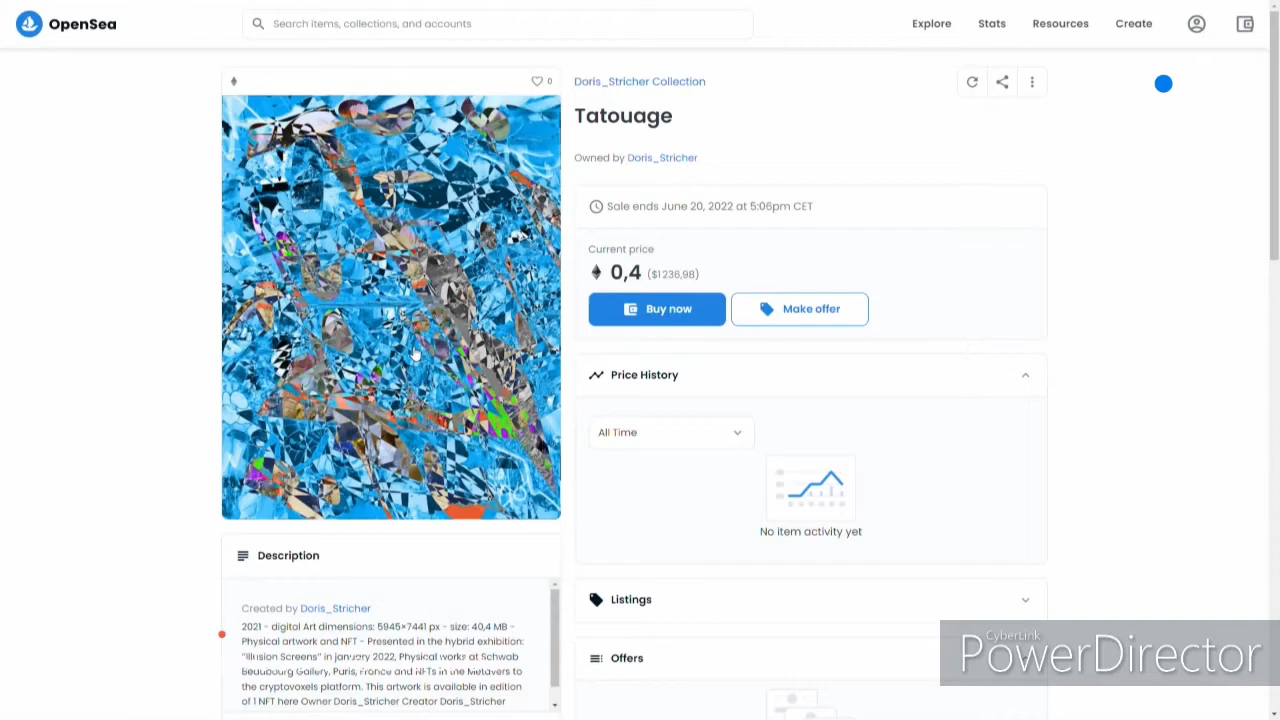 OpenSea
Search items, collections, and accounts
Explore
Stats
Resources
Create
0
Doris_Stricher Collection
Tatouage
Owned by Doris_Stricher
Sale ends June 20, 2022 at 5:06pm CET
Current price
0,4 ($1 236,98)
Buy now
Make offer
Price History
All Time
No item activity yet
Description
Created by Doris_Stricher
2021 - digital Art dimensions: 5945×7441 px - size: 40,4 MB -
Physical artwork and NFT - Presented in the hybrid exhibition:
"Illusion Screens" in january 2022, Physical works at Schwab
Beaubourg Gallery, Paris, France and NFTs in the Metavers to
the cryptovoxels platform. This artwork is available in edition
of 1 NFT here Owner Doris_Stricher Creator Doris_Stricher
Listings
Offers
CyberLink
PowerDirector